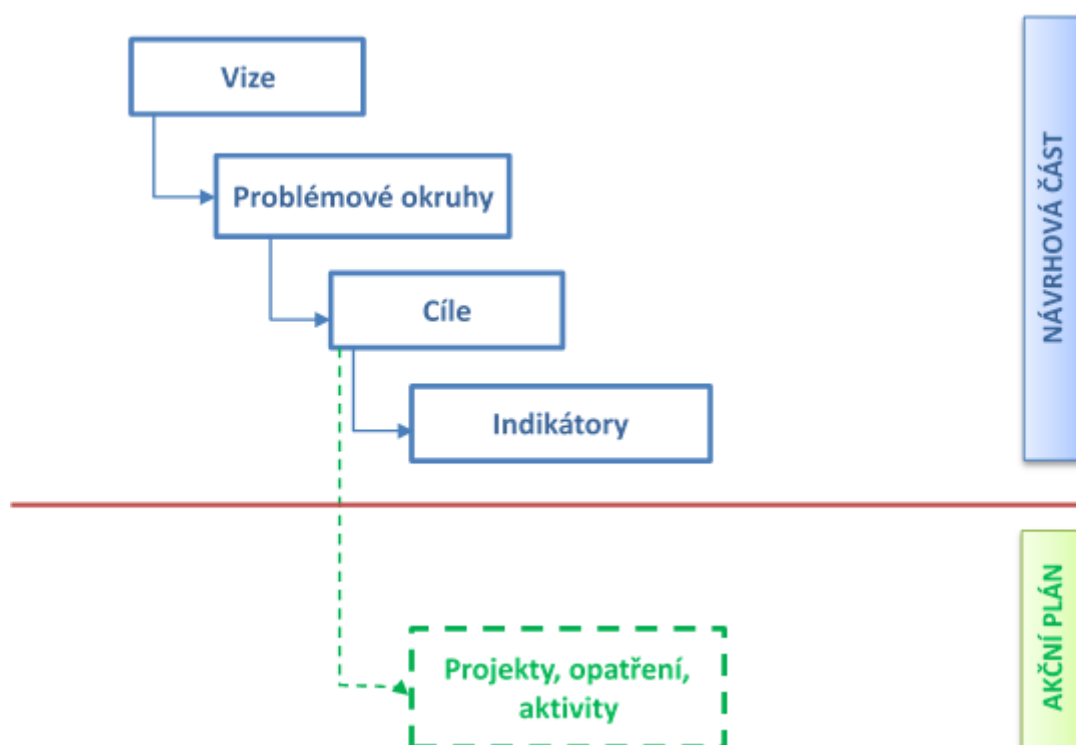 Vize
Problémové okruhy
Cíle
Indikátory
NÁVRHOVÁ ČÁST
Projekty, opatření,
aktivity
AKČNÍ PLÁN